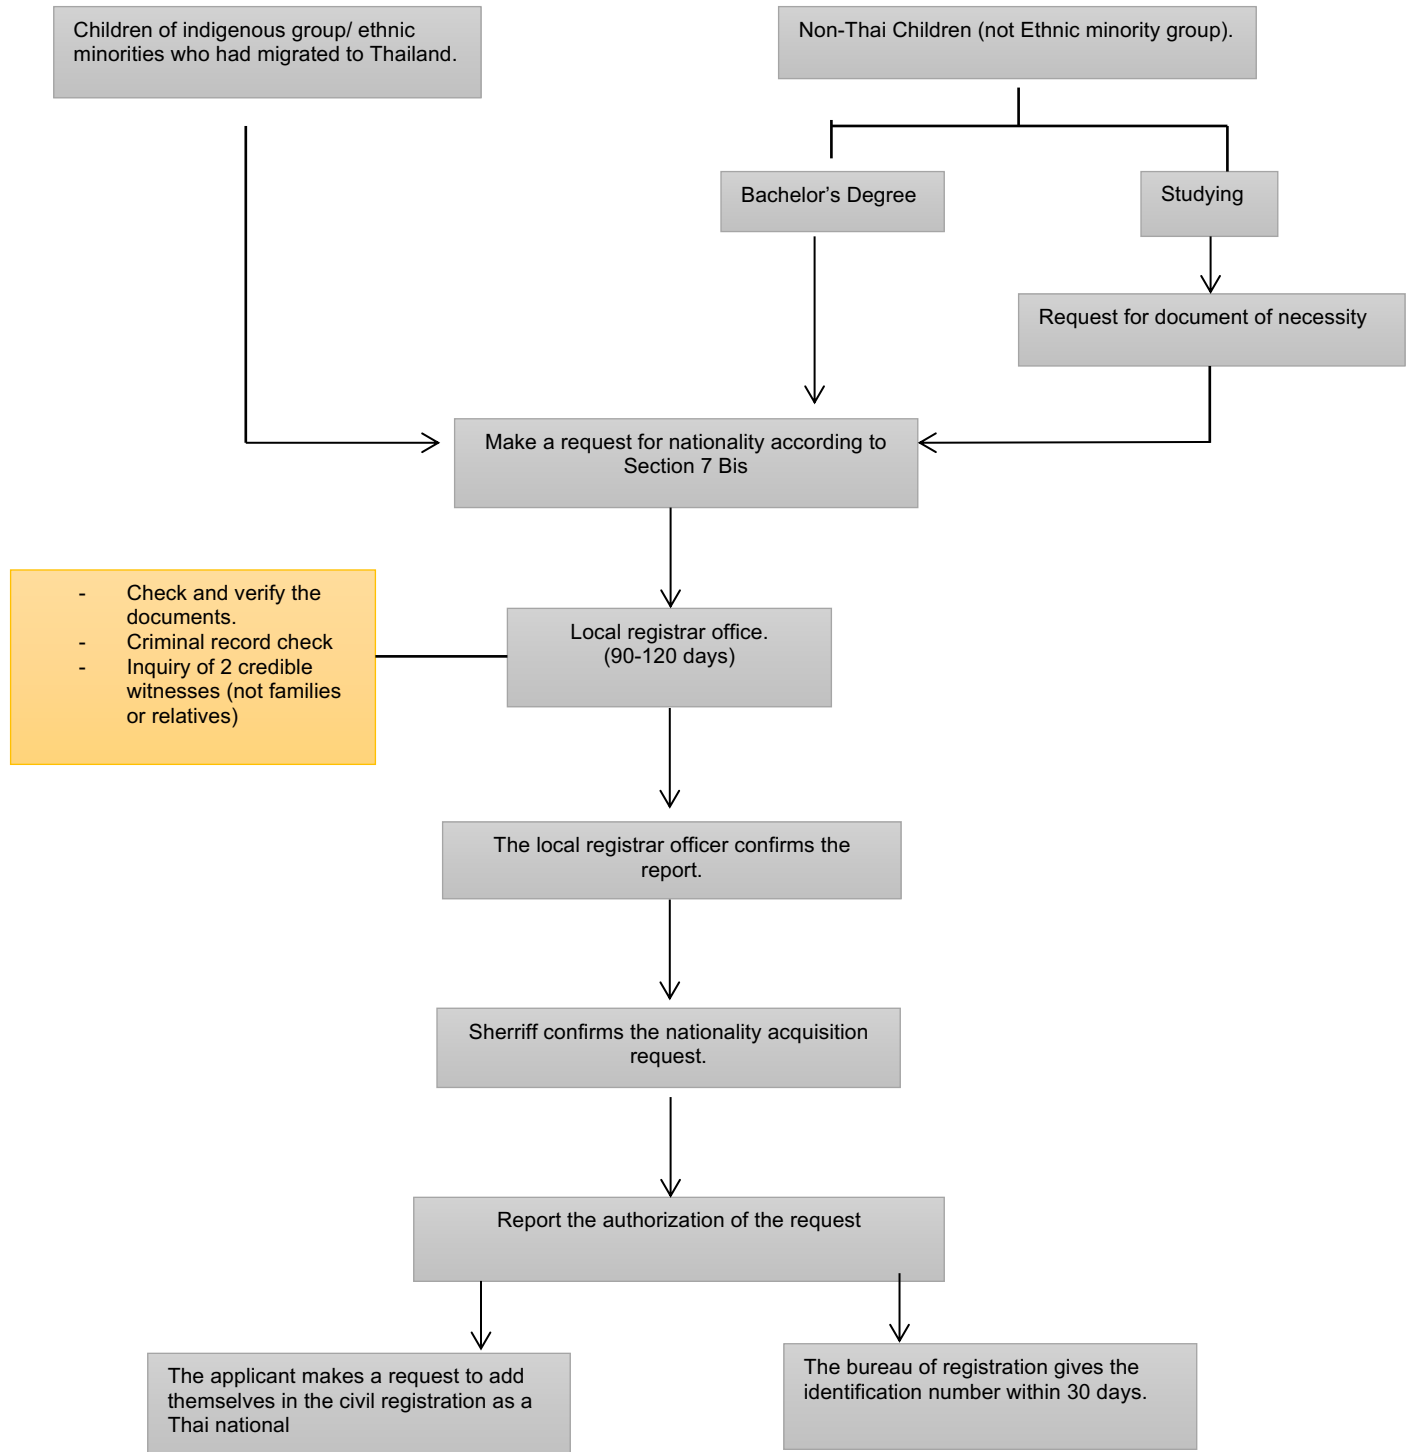 Children of indigenous group/ ethnic
minorities who had migrated to Thailand.
Non-Thai Children (not Ethnic minority group).
Bachelor’s Degree
Studying
Request for document of necessity
Make a request for nationality according to
Section 7 Bis
- Check and verify the
documents.
- Criminal record check
- Inquiry of 2 credible
witnesses (not families
or relatives)
Local registrar office.
(90-120 days)
The local registrar officer confirms the
report.
Sherriff confirms the nationality acquisition
request.
Report the authorization of the request
The applicant makes a request to add
themselves in the civil registration as a
Thai national
The bureau of registration gives the
identification number within 30 days.